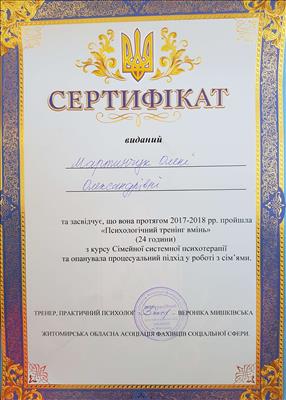 СЕРТИФІКАТ
виданий
Мартинчук Олені
Олександрівні
та засвідчує, що вона протягом 2017-2018 рр. пройшла
«Психологічний тренінг вмінь»
(24 години)
з курсу Сімейної системної психотерапії
та опанувала процесуальний підхід у роботі з сім’ями.
ТРЕНЕР, ПРАКТИЧНИЙ ПСИХОЛОГ – ВЕРОНІКА МИШКІВСЬКА
ЖИТОМИРСЬКА ОБЛАСНА АСОЦІАЦІЯ ФАХІВЦІВ СОЦІАЛЬНОЇ СФЕРИ.